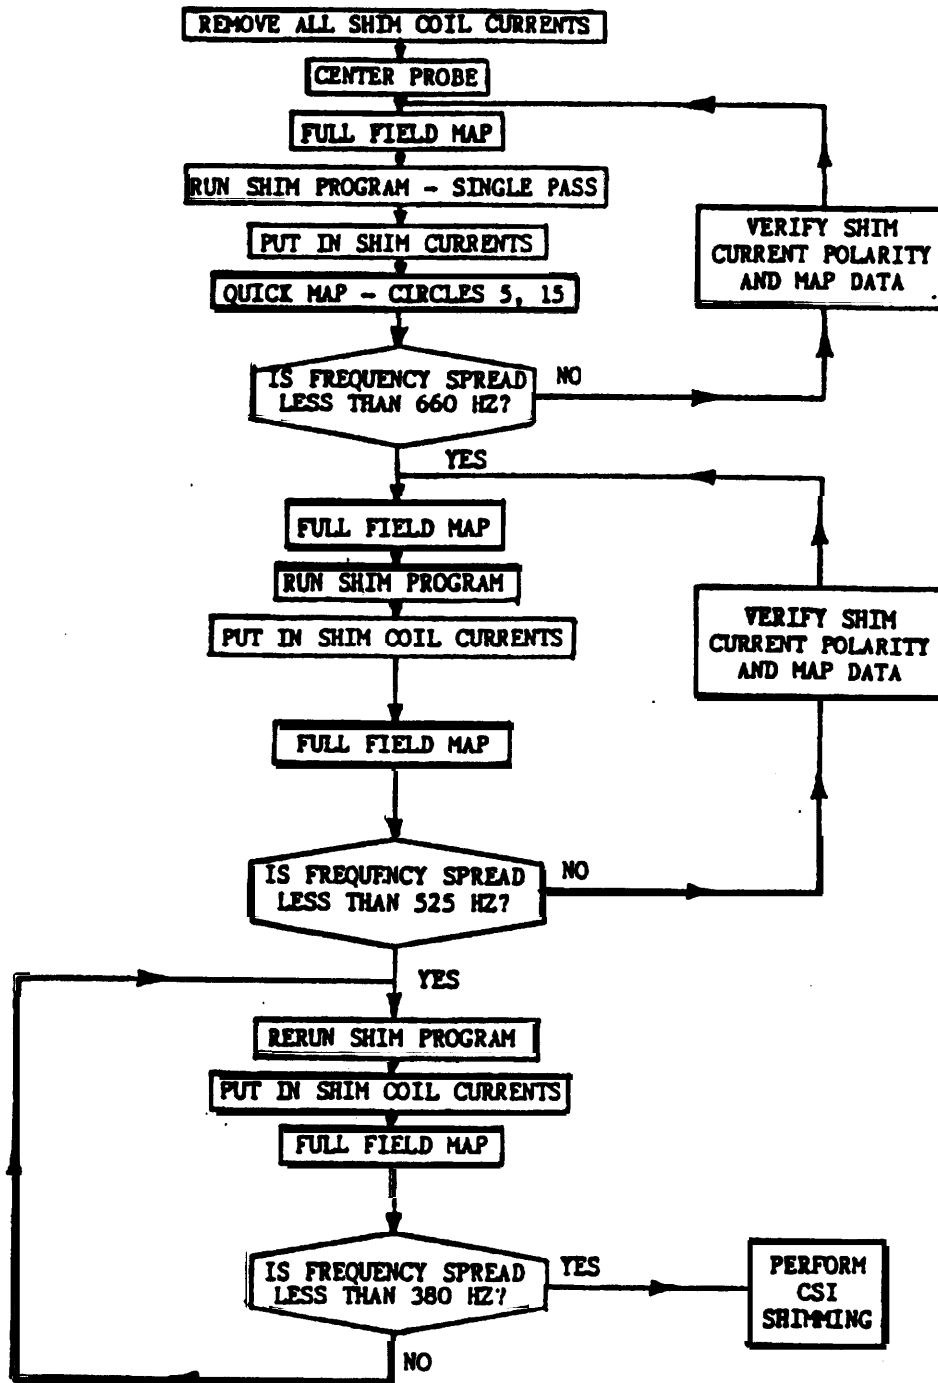 REMOVE ALL SHIM COIL CURRENTS
CENTER PROBE
FULL FIELD MAP
RUN SHIM PROGRAM - SINGLE PASS
PUT IN SHIM CURRENTS
QUICK MAP - CIRCLES 5, 15
VERIFY SHIM
CURRENT POLARITY
AND MAP DATA
IS FREQUENCY SPREAD
LESS THAN 660 HZ?
NO
YES
FULL FIELD MAP
RUN SHIM PROGRAM
PUT IN SHIM COIL CURRENTS
VERIFY SHIM
CURRENT POLARITY
AND MAP DATA
FULL FIELD MAP
IS FREQUENCY SPREAD
LESS THAN 525 HZ?
NO
YES
RERUN SHIM PROGRAM
PUT IN SHIM COIL CURRENTS
FULL FIELD MAP
IS FREQUENCY SPREAD
LESS THAN 380 HZ?
YES
NO
PERFORM
CSI
SHIMMING